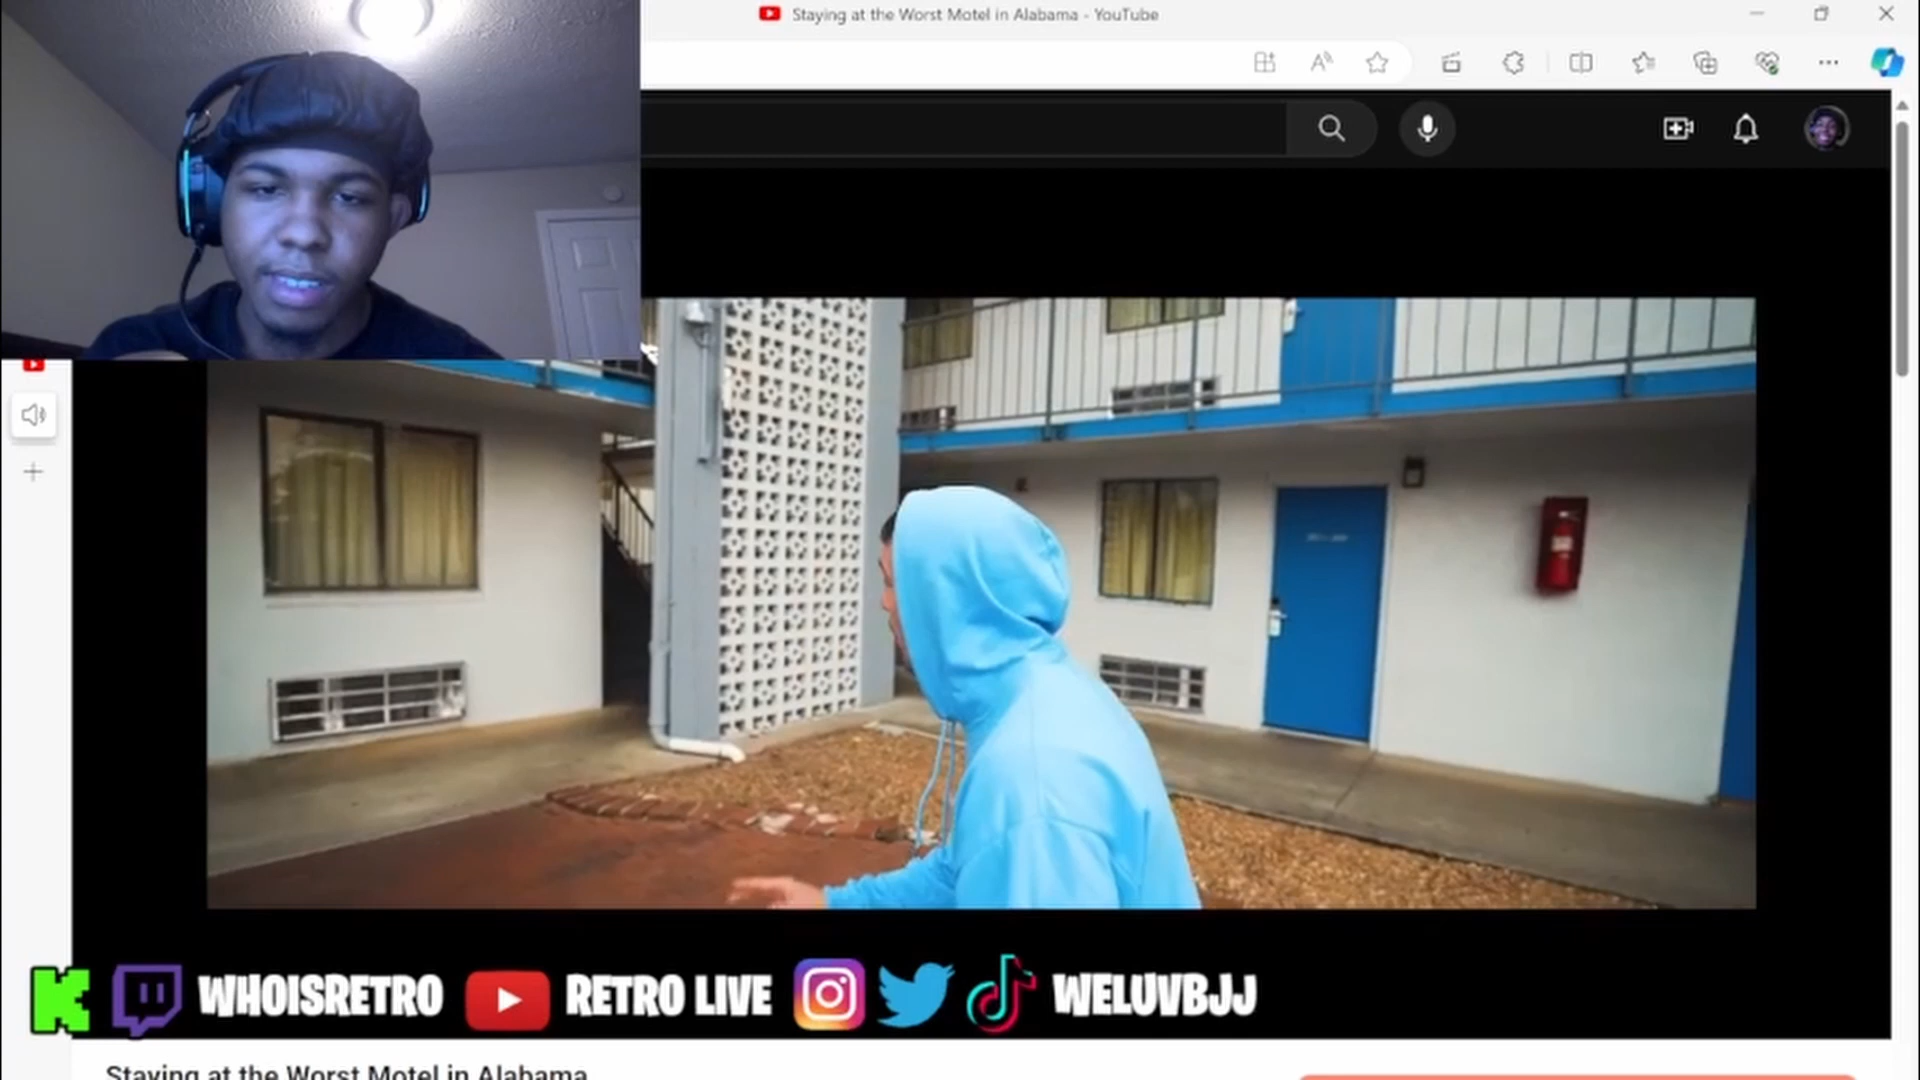 Staying at the Worst Motel in Alabama - YouTube
WHOISRETRO RETRO LIVE WELUVBJJ
Staying at the Worst Motel in Alabama